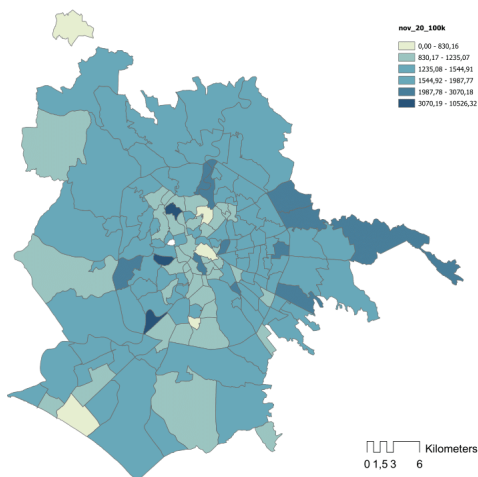 nov_20_100k
0,00 - 830,16
830,17 - 1235,07
1235,08 - 1544,91
1544,92 - 1987,77
1987,78 - 3070,18
3070,19 - 10526,32
Kilometers
0 1,5 3 6